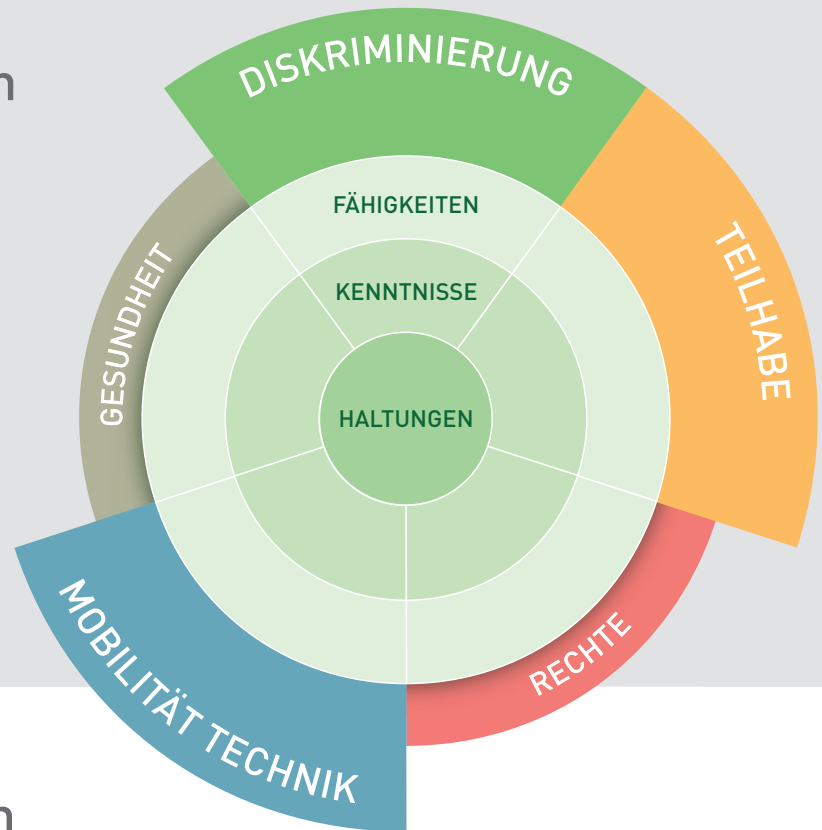 n
DISKRIMINIERUNG
FÄHIGKEITEN
KENNTNISSE
HALTUNGEN
TEILHABE
GESUNDHEIT
RECHTE
MOBILITÄT TECHNIK
n